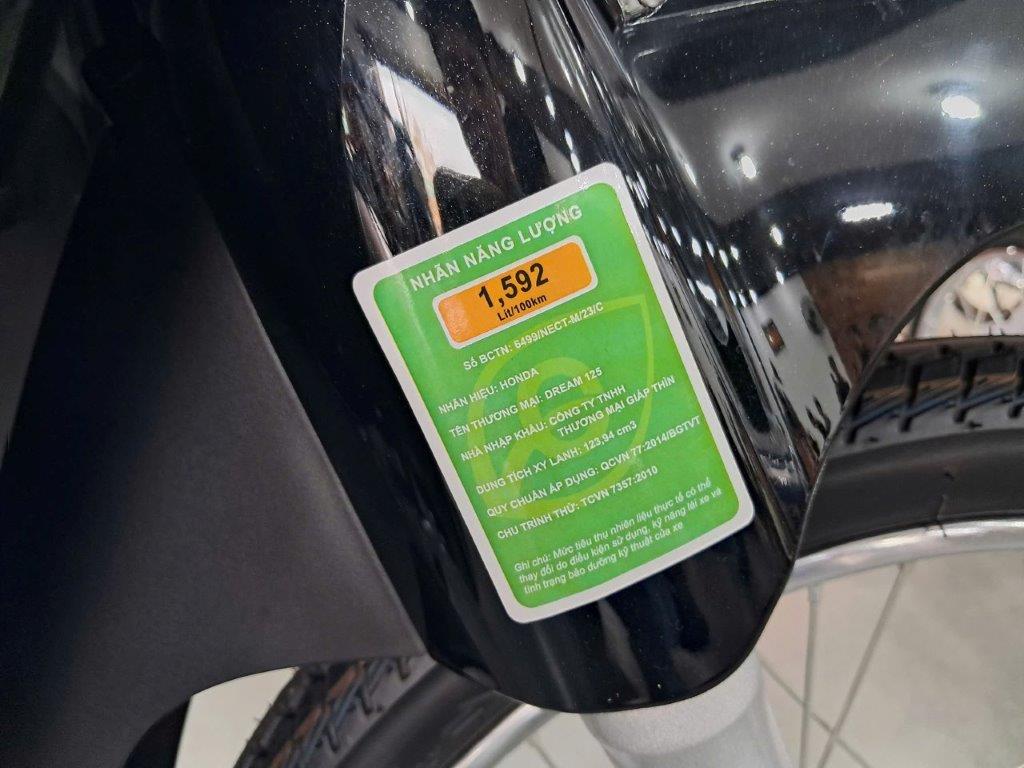 NHÃN NĂNG LƯỢNG
1,592
Lít/100km
Số BCTN: 6499/NECT-M/23/C
NHÃN HIỆU: HONDA
TÊN THƯƠNG MẠI: DREAM 125
NHÀ NHẬP KHẨU: CÔNG TY TNHH
THƯƠNG MẠI GIÁP THÌN
DUNG TÍCH XY LANH: 123.94 cm3
QUY CHUẨN ÁP DỤNG: QCVN 77:2014/BGTVT
CHU TRÌNH THỬ: TCVN 7357:2010
Ghi chú: Mức tiêu thụ nhiên liệu thực tế có thể
thay đổi do điều kiện sử dụng, kỹ năng lái xe và
tình trạng bảo dưỡng kỹ thuật của xe